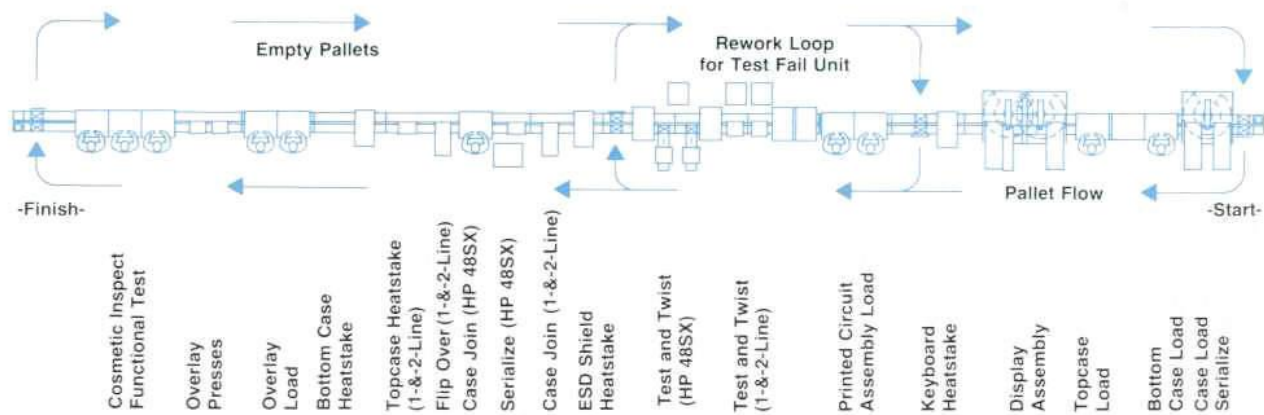 Empty Pallets
Rework Loop
for Test Fail Unit
Pallet Flow
-Finish-
-Start-
Cosmetic Inspect
Functional Test
Overlay
Presses
Overlay
Load
Bottom Case
Heatstake
Topcase Heatstake
(1-&-2-Line)
Flip Over (1-&-2-Line)
Case Join (HP 48SX)
Serialize (HP 48SX)
Case Join (1-&-2-Line)
ESD Shield
Heatstake
Test and Twist
(HP 48SX)
Test and Twist
(1-&-2-Line)
Printed Circuit
Assembly Load
Keyboard
Heatstake
Display
Assembly
Topcase
Load
Bottom
Case Load
Case Load
Serialize